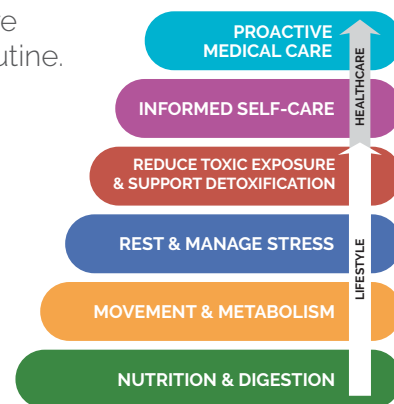 re
utine.
PROACTIVE
MEDICAL CARE
HEALTHCARE
INFORMED SELF-CARE
REDUCE TOXIC EXPOSURE
& SUPPORT DETOXIFICATION
REST & MANAGE STRESS
LIFESTYLE
MOVEMENT & METABOLISM
NUTRITION & DIGESTION